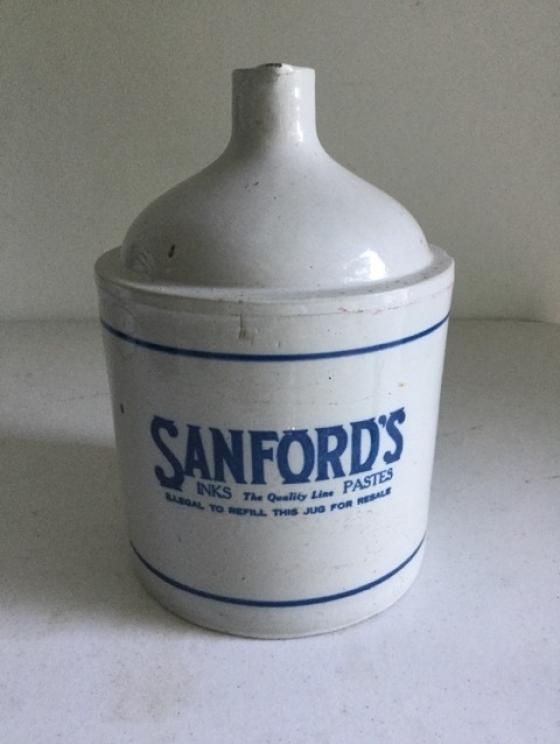 SANFORD'S
INKS The Quality Line PASTES
ILLEGAL TO REFILL THIS JUG FOR RESALE